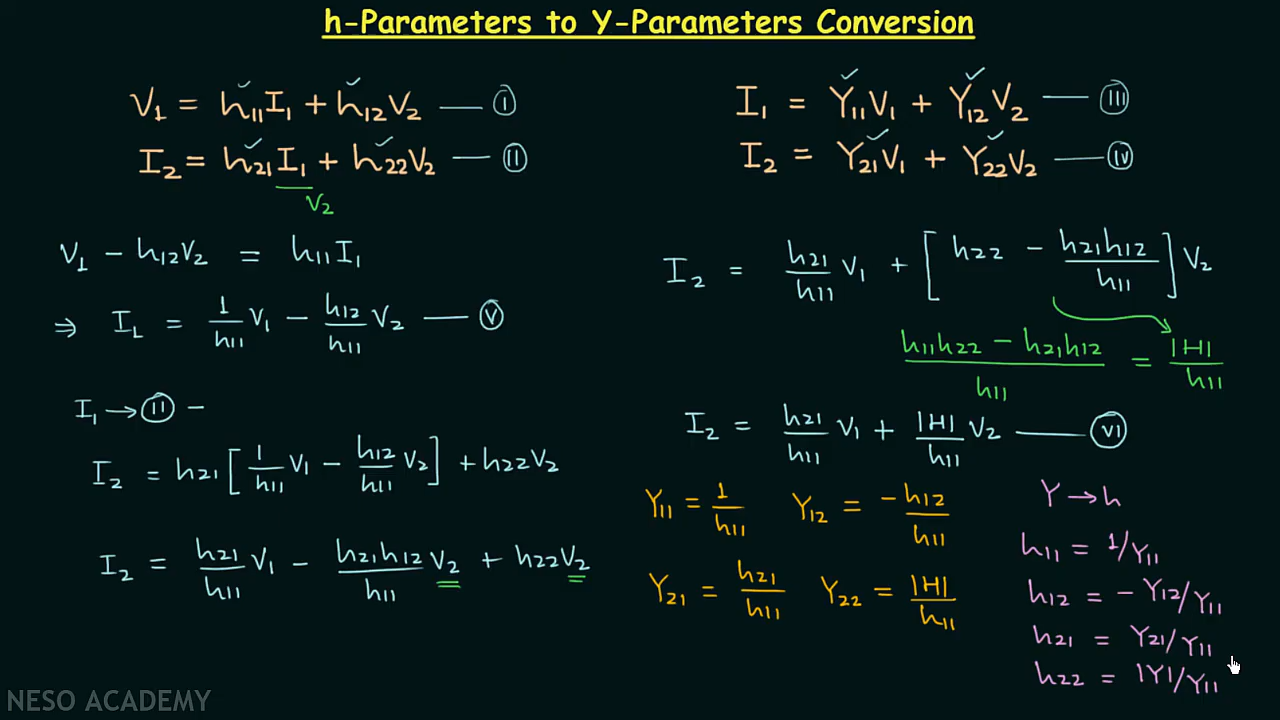 h-Parameters to Y-Parameters Conversion
V₁ = h₁₁I₁ + h₁₂V₂ —— Ⓘ
I₂ = h₂₁I₁ + h₂₂V₂ —— Ⓘⓘ
V₂
V₁ − h₁₂V₂ = h₁₁I₁
⇒ I₁ = 1/h₁₁ V₁ − h₁₂/h₁₁ V₂ —— Ⓥ
I₁ → (II) −
I₂ = h₂₁ [1/h₁₁ V₁ − h₁₂/h₁₁ V₂] + h₂₂V₂
I₂ = h₂₁/h₁₁ V₁ − h₂₁h₁₂/h₁₁ V₂ + h₂₂V₂
I₁ = Y₁₁V₁ + Y₁₂V₂ —— (III)
I₂ = Y₂₁V₁ + Y₂₂V₂ —— (IV)
I₂ = h₂₁/h₁₁ V₁ + [h₂₂ − h₂₁h₁₂/h₁₁] V₂
h₁₁h₂₂ − h₂₁h₁₂/h₁₁ = |H|/h₁₁
I₂ = h₂₁/h₁₁ V₁ + |H|/h₁₁ V₂ —— (VI)
Y₁₁ = 1/h₁₁ Y₁₂ = −h₁₂/h₁₁
Y₂₁ = h₂₁/h₁₁ Y₂₂ = |H|/h₁₁
Y → h
h₁₁ = 1/Y₁₁
h₁₂ = − Y₁₂/Y₁₁
h₂₁ = Y₂₁/Y₁₁
h₂₂ = |Y|/Y₁₁
NESO ACADEMY